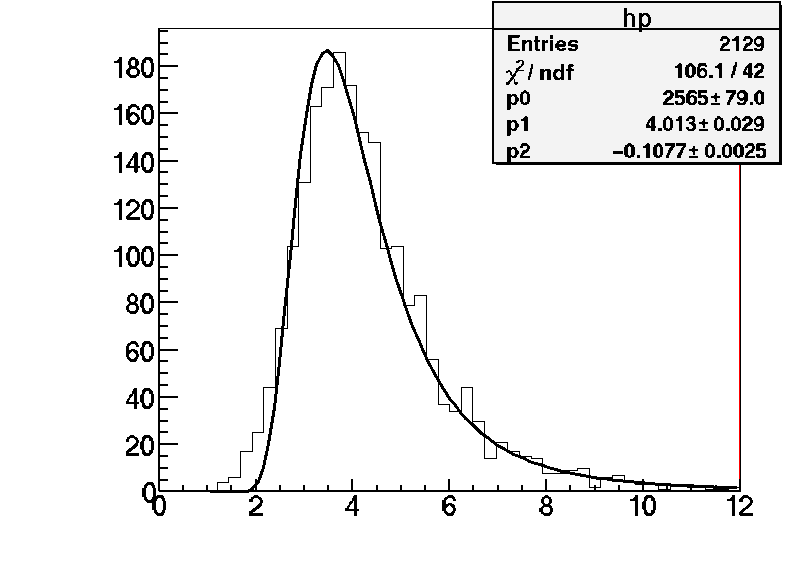 hp
Entries 2129
χ²/ ndf 106.1 / 42
p0 2565± 79.0
p1 4.013± 0.029
p2 −0.1077± 0.0025
180
160
140
120
100
80
60
40
20
0
0 2 4 6 8 10 12